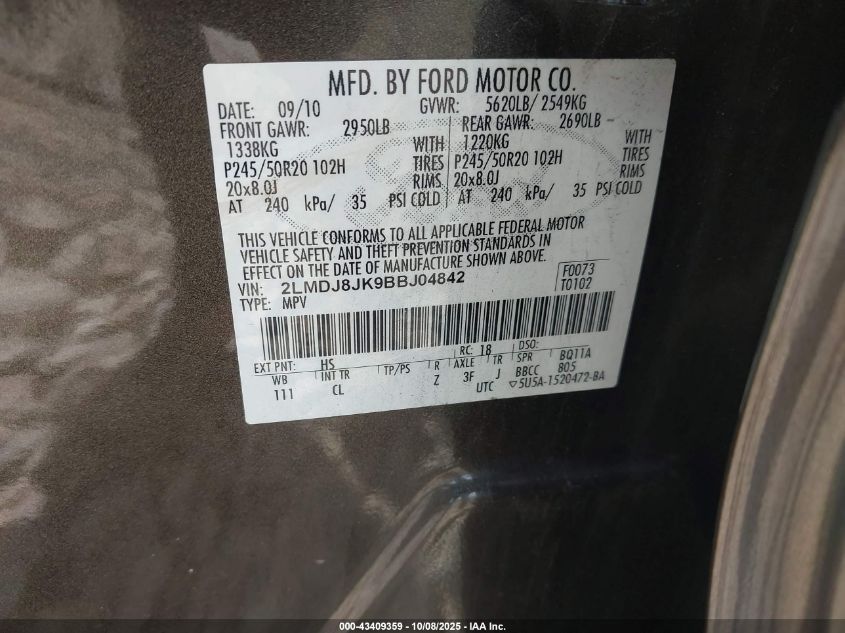 MFD. BY FORD MOTOR CO.
DATE: 09/10 GVWR: 5620LB/ 2549KG
FRONT GAWR: 2950LB REAR GAWR: 2690LB
1338KG WITH 1220KG WITH
P245/50R20 102H TIRES P245/50R20 102H TIRES
20x8.0J RIMS 20x8.0J RIMS
AT 240 kPa/ 35 PSI COLD AT 240 kPa/ 35 PSI COLD
THIS VEHICLE CONFORMS TO ALL APPLICABLE FEDERAL MOTOR
VEHICLE SAFETY AND THEFT PREVENTION STANDARDS IN
EFFECT ON THE DATE OF MANUFACTURE SHOWN ABOVE.
VIN: 2LMDJ8JK9BBJ04842 F0073
TYPE: MPV T0102
EXT PNT: HS RC: 18 DSO:
WB INT TR TP/PS R AXLE TR SPR BQ11A
111 CL Z 3F J BBCC 805
UTC ▽5U5A-1520472-BA
000-43409359 - 10/08/2025 - IAA Inc.